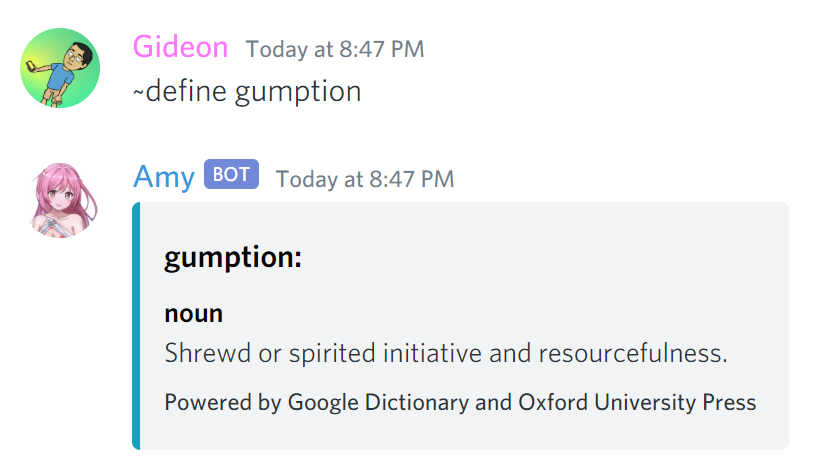 Gideon Today at 8:47 PM
~define gumption
Amy BOT Today at 8:47 PM
gumption:
noun
Shrewd or spirited initiative and resourcefulness.
Powered by Google Dictionary and Oxford University Press